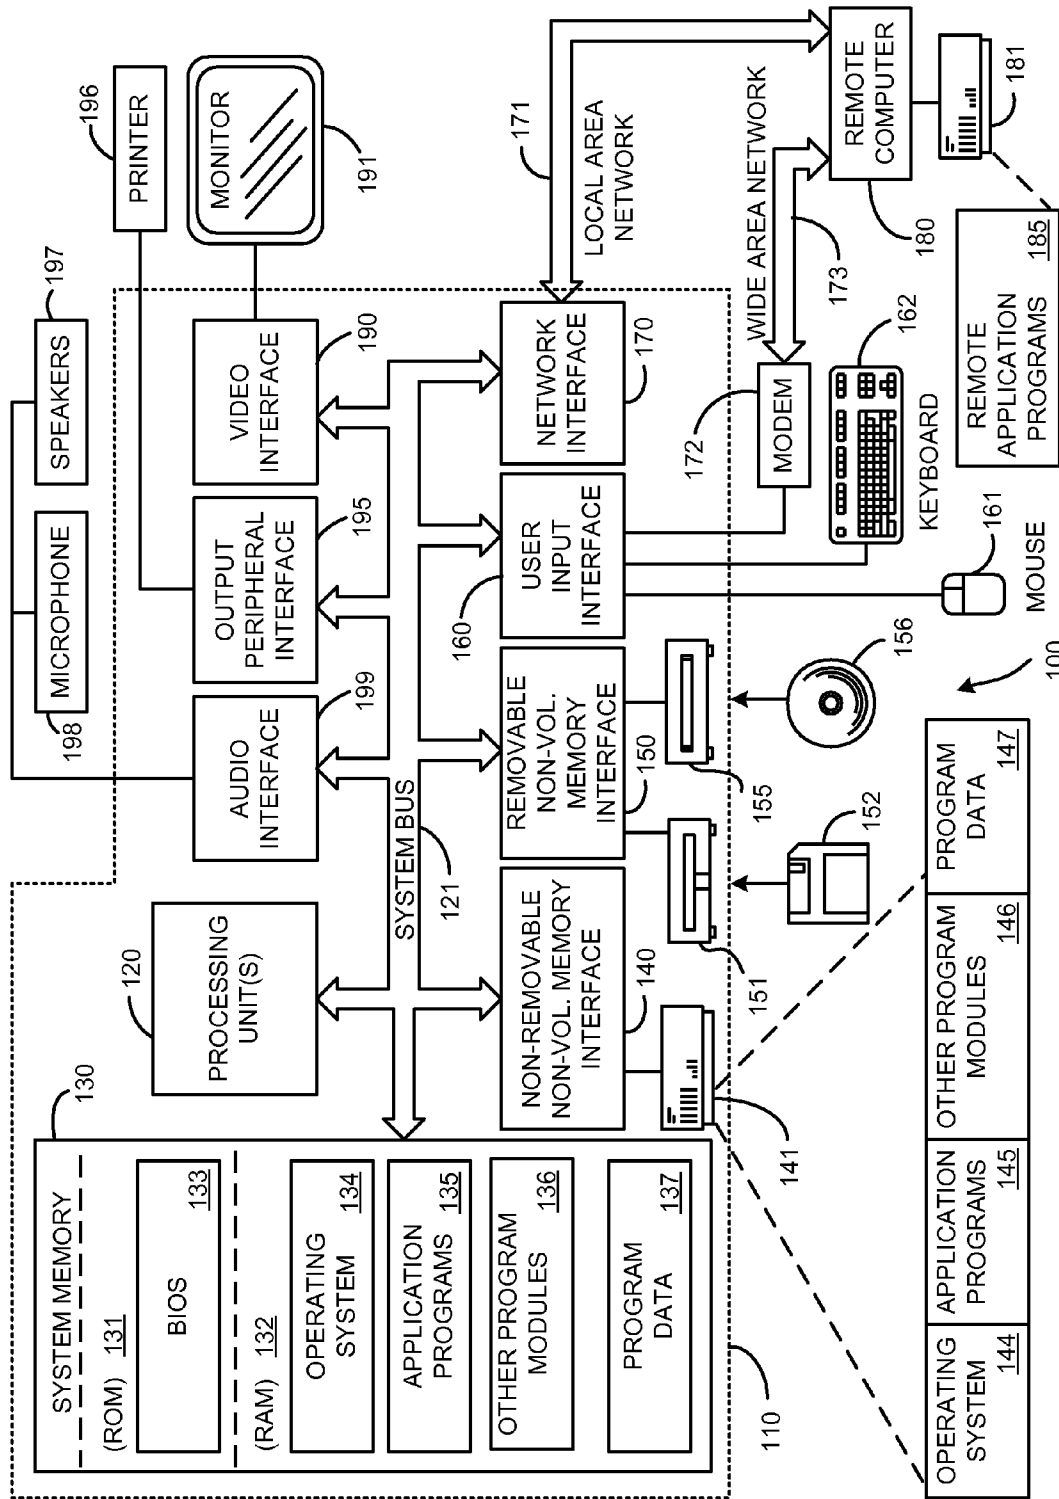 SYSTEM MEMORY
(ROM) 131
BIOS
133
(RAM) 132
OPERATING
SYSTEM
134
APPLICATION
PROGRAMS
135
OTHER PROGRAM
MODULES
136
PROGRAM
DATA
137
130
110
120
PROCESSING
UNIT(S)
SYSTEM BUS
121
AUDIO
INTERFACE
199
OUTPUT
PERIPHERAL
INTERFACE
195
VIDEO
INTERFACE
190
MICROPHONE
198
SPEAKERS
197
PRINTER
196
MONITOR
191
NON-REMOVABLE
NON-VOL. MEMORY
INTERFACE
140
REMOVABLE
NON-VOL.
MEMORY
INTERFACE
150
160
USER
INPUT
INTERFACE
NETWORK
INTERFACE
170
171
LOCAL AREA
NETWORK
WIDE AREA NETWORK
173
172
MODEM
REMOTE
COMPUTER
180
181
REMOTE
APPLICATION
PROGRAMS
185
162
KEYBOARD
161
MOUSE
141
151
152
155
156
100
OPERATING
SYSTEM
144
APPLICATION
PROGRAMS
145
OTHER PROGRAM
MODULES
146
PROGRAM
DATA
147